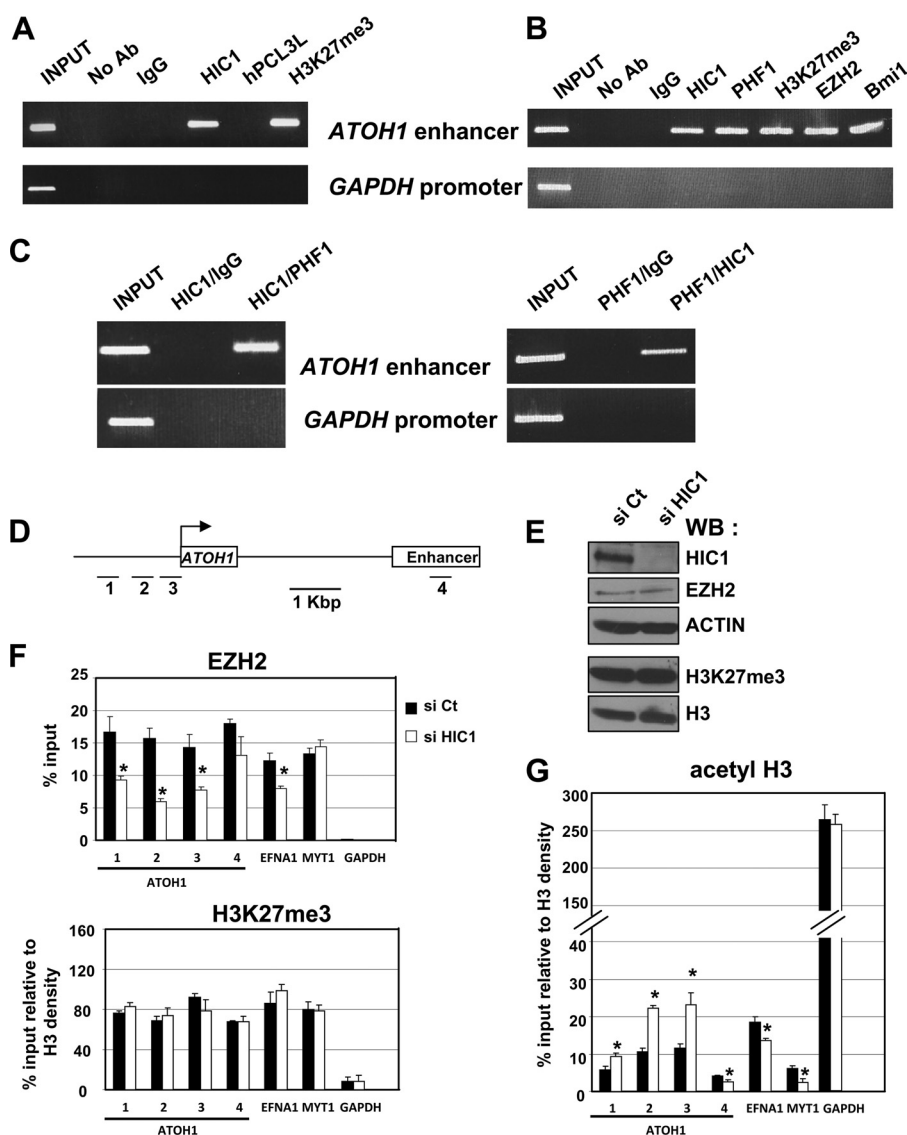 A
INPUT
No Ab
IgG
HIC1
hPCL3L
H3K27me3
B
INPUT
No Ab
IgG
HIC1
PHF1
H3K27me3
EZH2
Bmi1
ATOH1 enhancer
GAPDH promoter
C
INPUT
HIC1/IgG
HIC1/PHF1
INPUT
PHF1/IgG
PHF1/HIC1
ATOH1 enhancer
GAPDH promoter
D
ATOH1
Enhancer
1
2
3
1 Kbp
4
E
si Ct
si HIC1
WB :
HIC1
EZH2
ACTIN
H3K27me3
H3
F
EZH2
% input
25
20
15
10
5
0
* * * *
si Ct
si HIC1
1 2 3 4 EFNA1 MYT1 GAPDH
ATOH1
H3K27me3
% input relative to
H3 density
160
120
80
40
0
1 2 3 4 EFNA1 MYT1 GAPDH
ATOH1
G
acetyl H3
% input relative to H3 density
300
250
200
150
40
30
20
10
0
* * * * * *
1 2 3 4 EFNA1 MYT1 GAPDH
ATOH1